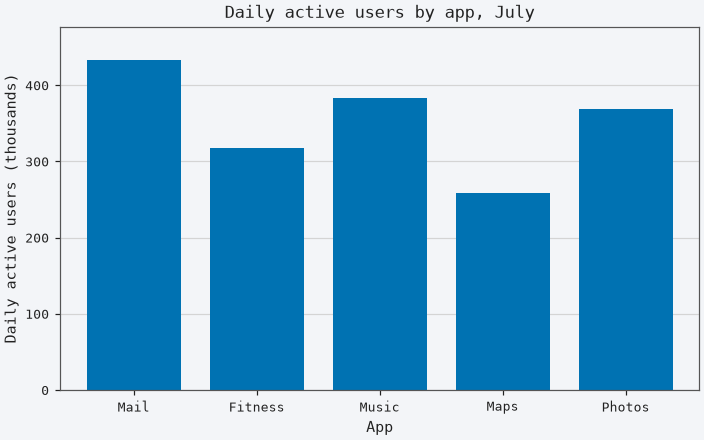 Daily active users by app, July
Daily active users (thousands)
400
300
200
100
0
Mail Fitness Music Maps Photos
App